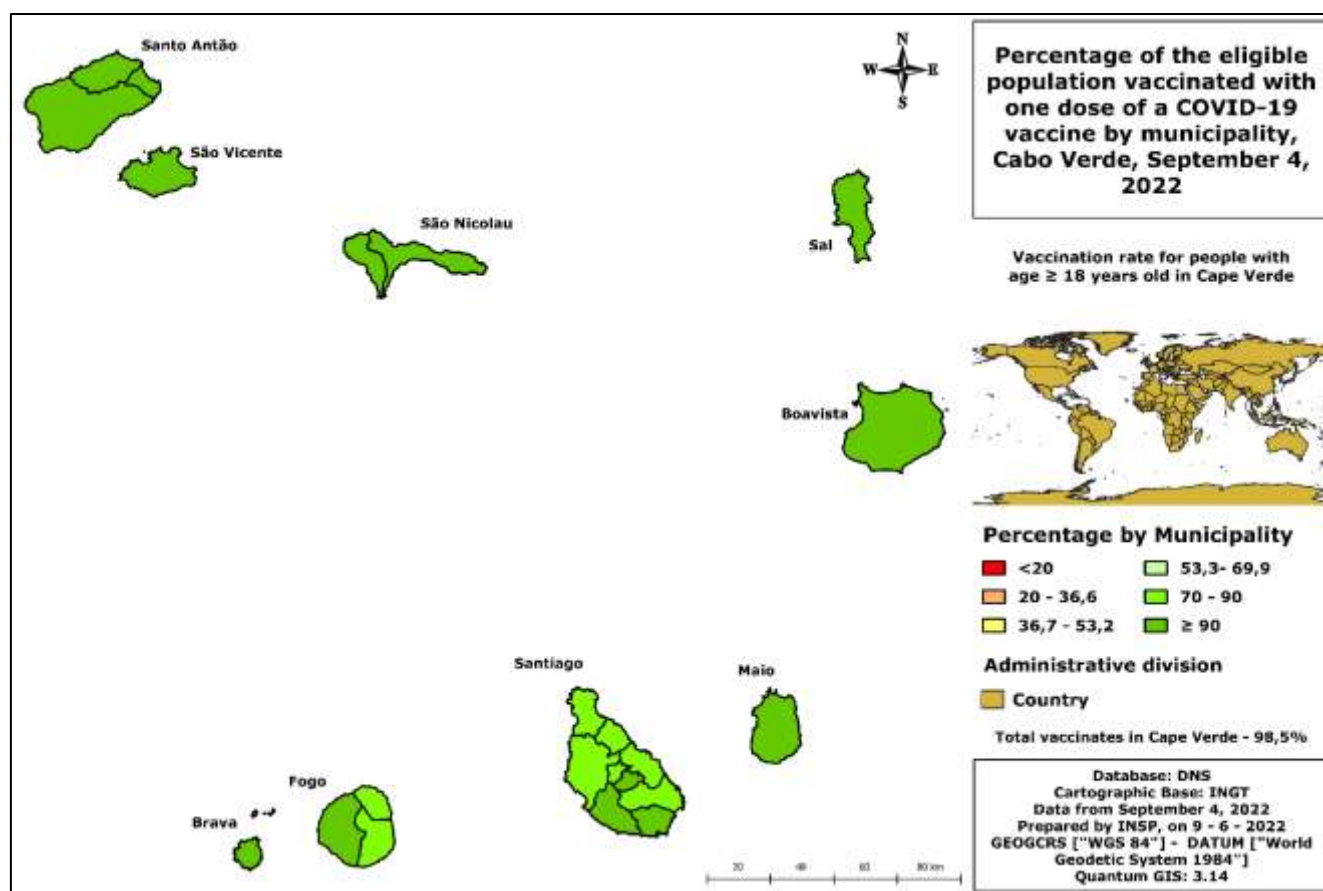 Santo Antão
São Vicente
São Nicolau
Sal
Boavista
Santiago
Maio
Fogo
Brava
N
W
E
S
20
40
60
80 km
Percentage of the eligible
population vaccinated with
one dose of a COVID-19
vaccine by municipality,
Cabo Verde, September 4,
2022
Vaccination rate for people with
age ≥ 18 years old in Cape Verde
Percentage by Municipality
<20
20 - 36,6
36,7 - 53,2
53,3- 69,9
70 - 90
≥ 90
Administrative division
Country
Total vaccinates in Cape Verde - 98,5%
Database: DNS
Cartographic Base: INGT
Data from September 4, 2022
Prepared by INSP, on 9 - 6 - 2022
GEOGCRS ["WGS 84"] - DATUM ["World
Geodetic System 1984"]
Quantum GIS: 3.14